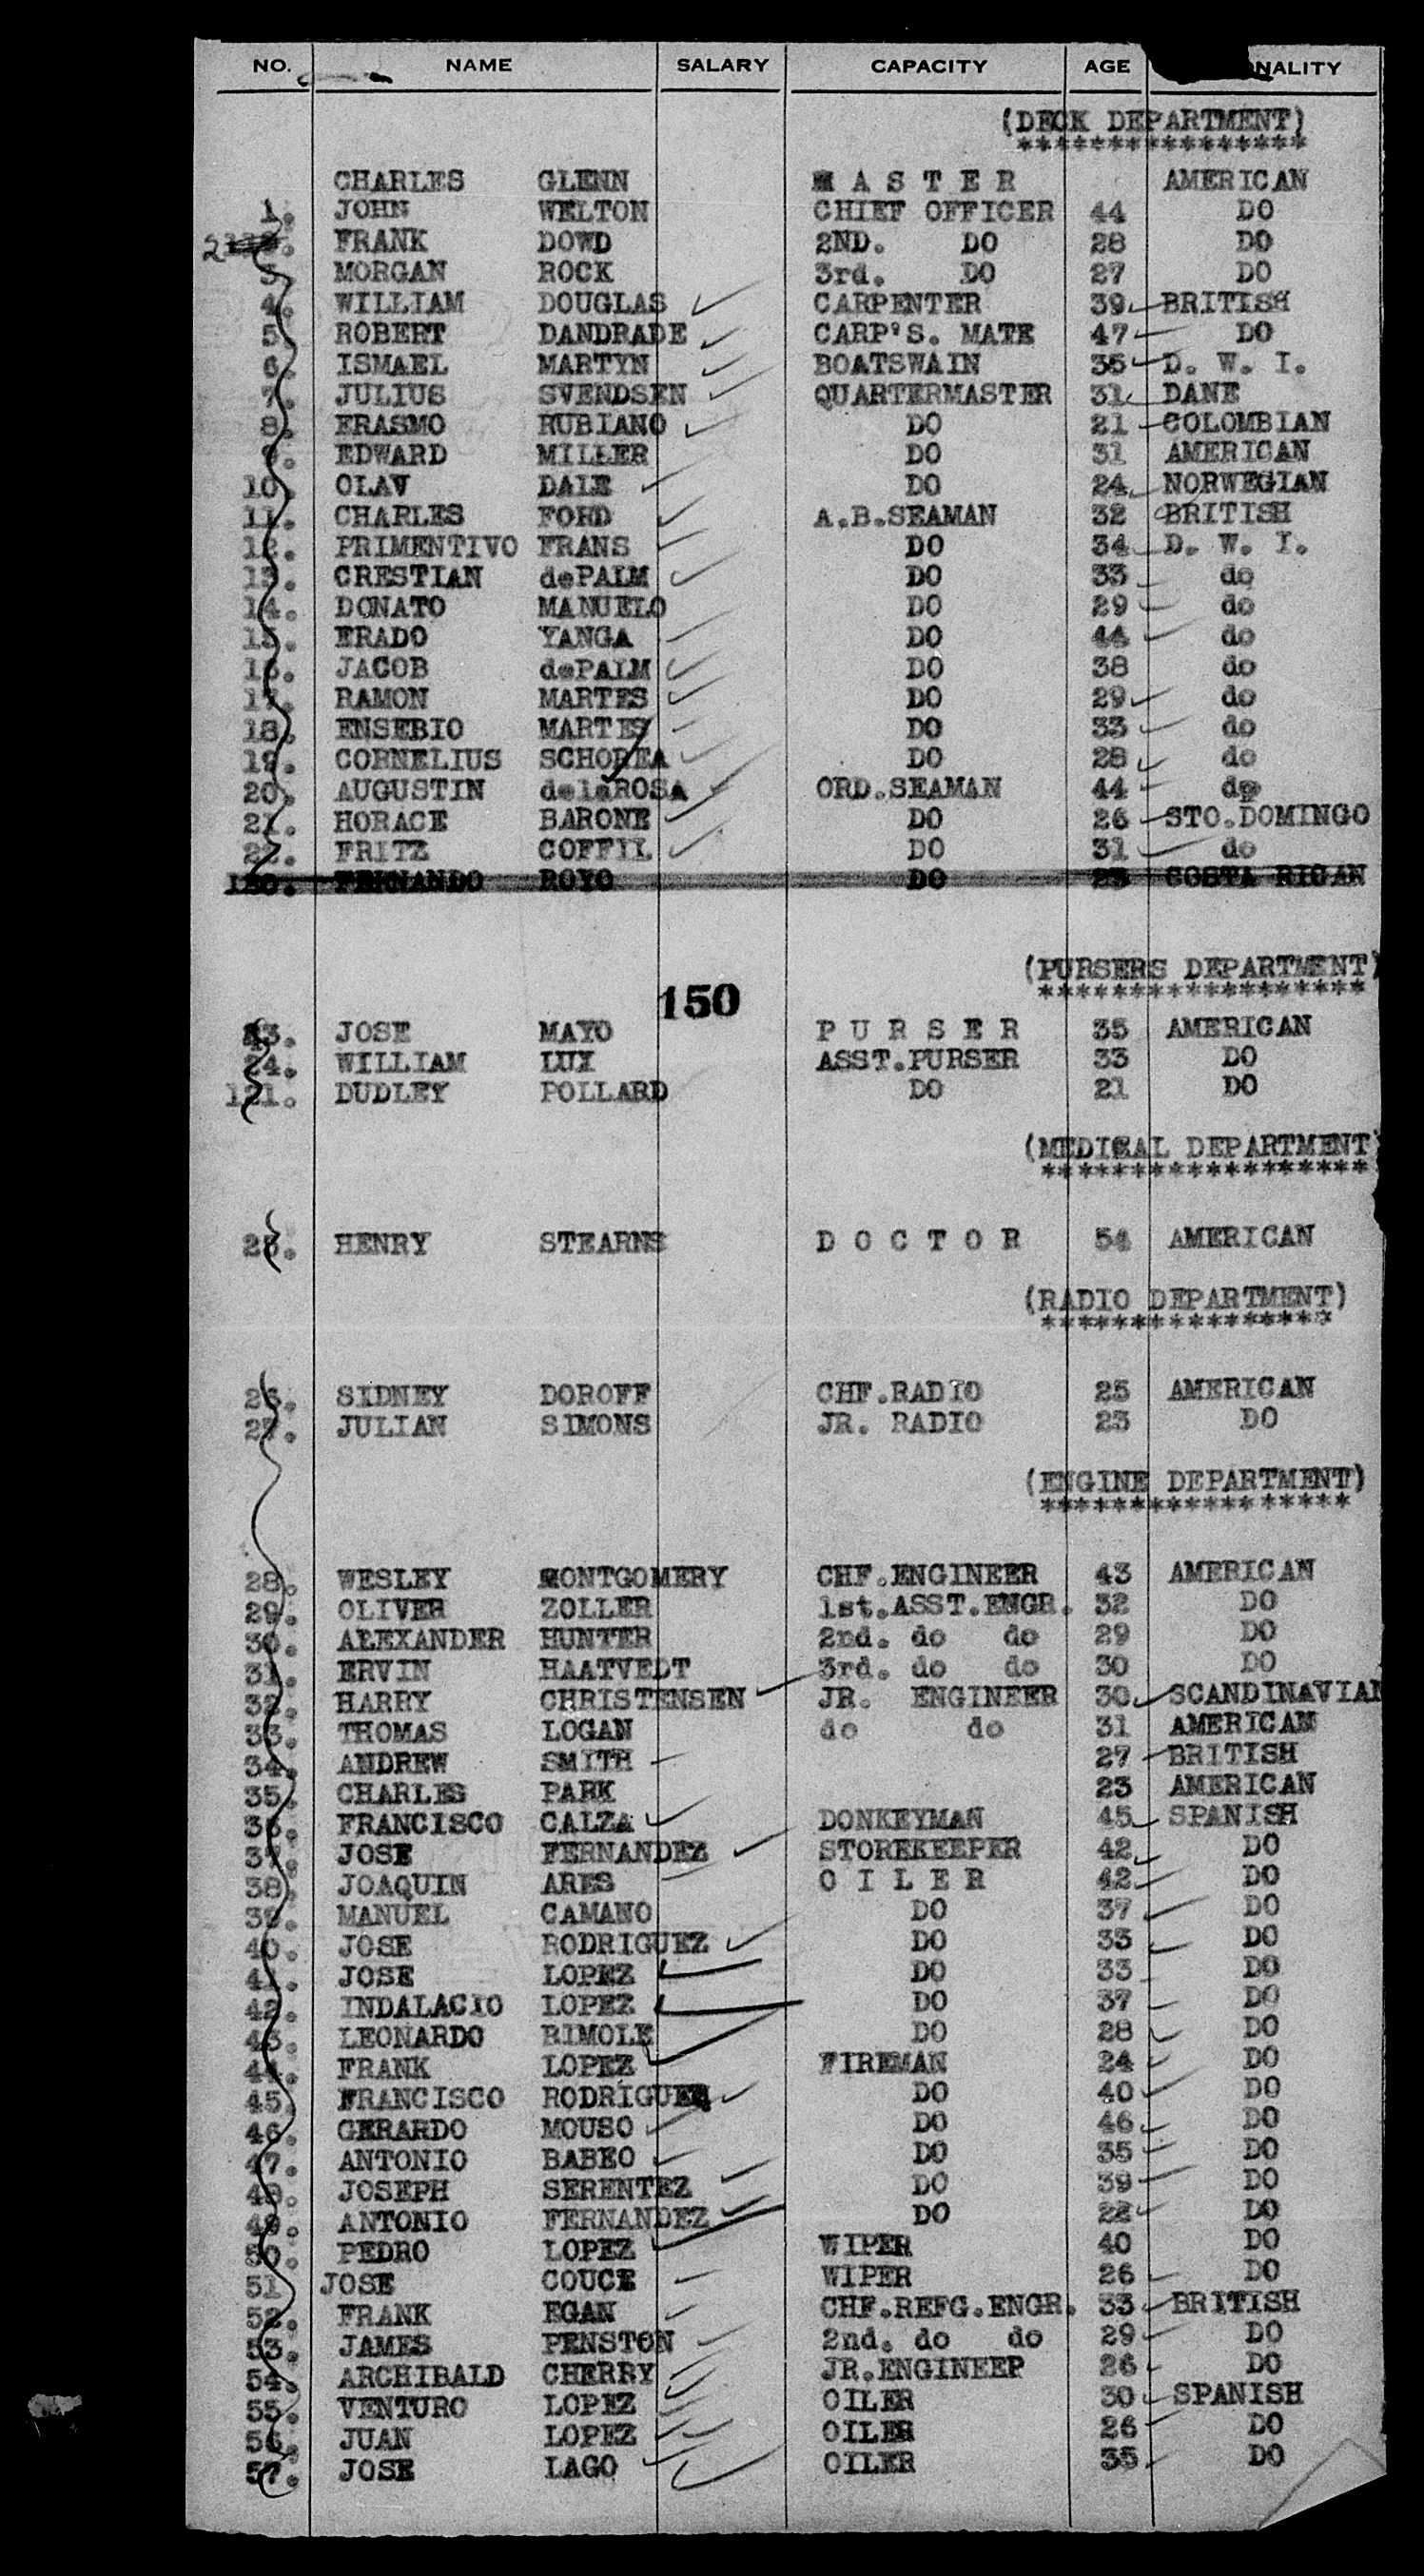 NO. NAME SALARY CAPACITY AGE NALITY
(DECK DEPARTMENT)
****************
CHARLES GLENN MASTER AMERICAN
1. JOHN WELTON CHIEF OFFICER 44 DO
2 FRANK DOWD 2ND. DO 28 DO
3. MORGAN ROCK 3rd. DO 27 DO
4. WILLIAM DOUGLAS CARPENTER 39 BRITISH
5. ROBERT DANDRADE CARP'S. MATE 47 DO
6. ISMAEL MARTYN BOATSWAIN 35 D. W. I.
7. JULIUS SVENDSEN QUARTERMASTER 31 DANE
8. ERASMO RUBIANO DO 21 COLOMBIAN
9. EDWARD MILLER DO 31 AMERICAN
10. OLAV DALE DO 24 NORWEGIAN
11. CHARLES FORD A.B.SEAMAN 32 BRITISH
12. PRIMENTIVO FRANS DO 34 D. W. I.
13. CRESTIAN dePALM DO 33 do
14. DONATO MANUELO DO 29 do
15. ERADO YANGA DO 44 do
16. JACOB dePALM DO 38 do
17. RAMON MARTES DO 29 do
18. ENSEBIO MARTES DO 33 do
19. CORNELIUS SCHOREA DO 28 do
20. AUGUSTIN delaROSA ORD.SEAMAN 44 do
21. HORACE BARONE DO 26 STO.DOMINGO
22. FRITZ COFFIL DO 31 do
FERNANDO ROYO DO 23 COSTA RICAN
(PURSERS DEPARTMENT)
******************
150
23. JOSE MAYO PURSER 35 AMERICAN
24. WILLIAM LUX ASST.PURSER 33 DO
121. DUDLEY POLLARD DO 21 DO
(MEDICAL DEPARTMENT)
******************
25. HENRY STEARNS DOCTOR 54 AMERICAN
(RADIO DEPARTMENT)
****************
26. SIDNEY DOROFF CHF.RADIO 25 AMERICAN
27. JULIAN SIMONS JR. RADIO 23 DO
(ENGINE DEPARTMENT)
*****************
28. WESLEY MONTGOMERY CHF.ENGINEER 43 AMERICAN
29. OLIVER ZOLLER 1st.ASST.ENGR. 32 DO
30. ALEXANDER HUNTER 2nd. do do 29 DO
31. ERVIN HAATVEDT 3rd. do do 30 DO
32. HARRY CHRISTENSEN JR. ENGINEER 30 SCANDINAVIAN
33. THOMAS LOGAN do do 31 AMERICAN
34. ANDREW SMITH 27 BRITISH
35. CHARLES PARK 23 AMERICAN
36. FRANCISCO CALZA DONKEYMAN 45 SPANISH
37. JOSE FERNANDEZ STOREKEEPER 42 DO
38. JOAQUIN ARES OILER 42 DO
39. MANUEL CAMANO DO 37 DO
40. JOSE RODRIGUEZ DO 33 DO
41. JOSE LOPEZ DO 33 DO
42. INDALACIO LOPEZ DO 37 DO
43. LEONARDO RIMOLE DO 28 DO
44. FRANK LOPEZ FIREMAN 24 DO
45. FRANCISCO RODRIGUEZ DO 40 DO
46. GERARDO MOUSO DO 46 DO
47. ANTONIO BABEO DO 35 DO
48. JOSEPH SERENTEZ DO 39 DO
49. ANTONIO FERNANDEZ DO 22 DO
50. PEDRO LOPEZ WIPER 40 DO
51 JOSE COUCE WIPER 26 DO
52. FRANK EGAN CHF.REFG.ENGR. 33 BRITISH
53. JAMES PENSTON 2nd. do do 29 DO
54. ARCHIBALD CHERRY JR.ENGINEER 26 DO
55. VENTURO LOPEZ OILER 30 SPANISH
56. JUAN LOPEZ OILER 26 DO
57. JOSE LAGO OILER 35 DO